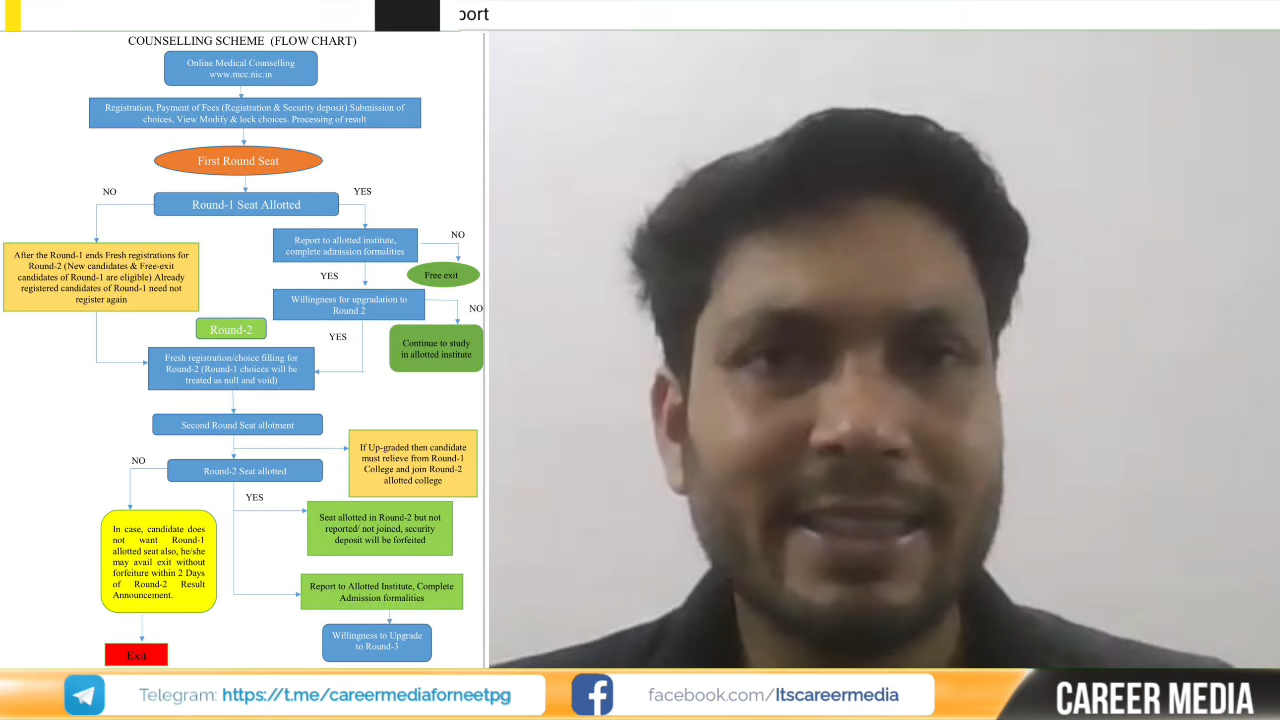 port
COUNSELLING SCHEME (FLOW CHART)
Online Medical Counselling
www.mcc.nic.in
Registration, Payment of Fees (Registration & Security deposit) Submission of
choices, View Modify & lock choices. Processing of result
First Round Seat
NO
YES
Round-1 Seat Allotted
Report to allotted institute,
complete admission formalities
NO
Free exit
After the Round-1 ends Fresh registrations for
Round-2 (New candidates & Free-exit
candidates of Round-1 are eligible) Already
registered candidates of Round-1 need not
register again
YES
Willingness for upgradation to
Round 2
NO
Round-2
YES
Continue to study
in allotted institute
Fresh registration/choice filling for
Round-2 (Round-1 choices will be
treated as null and void)
Second Round Seat allotment
If Up-graded then candidate
must relieve from Round-1
College and join Round-2
allotted college
NO
Round-2 Seat allotted
YES
Seat allotted in Round-2 but not
reported/ not joined, security
deposit will be forfeited
In case, candidate does
not want Round-1
allotted seat also, he/she
may avail exit without
forfeiture within 2 Days
of Round-2 Result
Announcement.
Report to Allotted Institute, Complete
Admission formalities
Willingness to Upgrade
to Round-3
Exit
Telegram: https://t.me/careermediaforneetpg
facebook.com/Itscareermedia
CAREER MEDIA